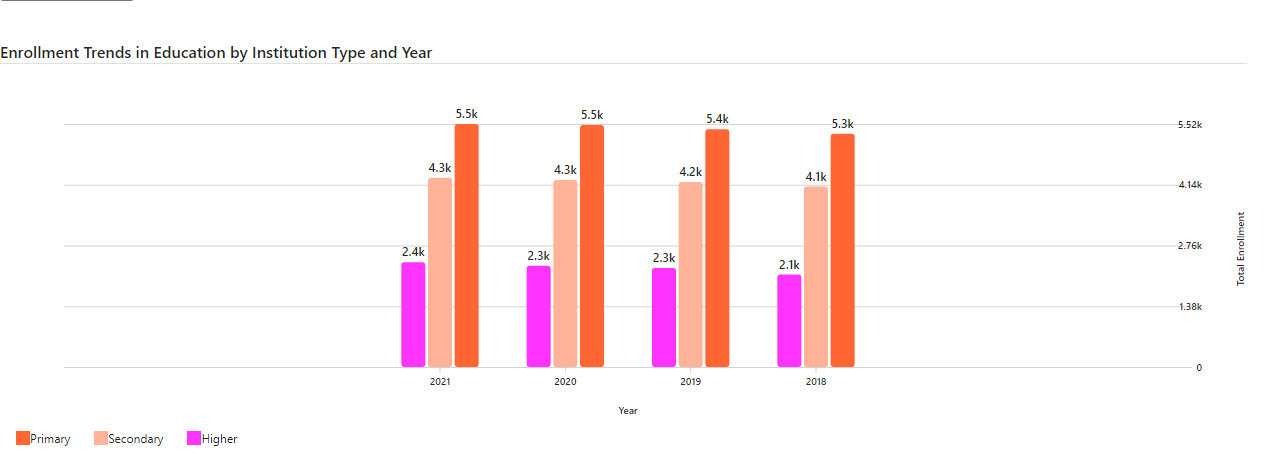 Enrollment Trends in Education by Institution Type and Year
5.5k 5.5k 5.4k 5.3k
4.3k 4.3k 4.2k 4.1k
2.4k 2.3k 2.3k 2.1k
5.52k
4.14k
2.76k
1.38k
0
Total Enrollment
2021 2020 2019 2018
Year
Primary Secondary Higher